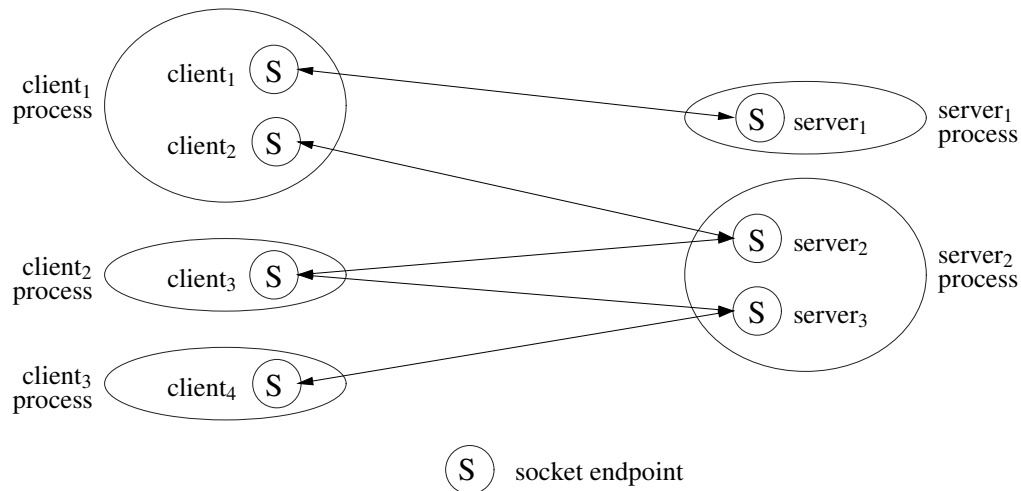 client₁
process
client₁ S
client₂ S
S server₁
server₁
process
client₂
process
client₃ S
S server₂
S server₃
server₂
process
client₃
process
client₄ S
S socket endpoint